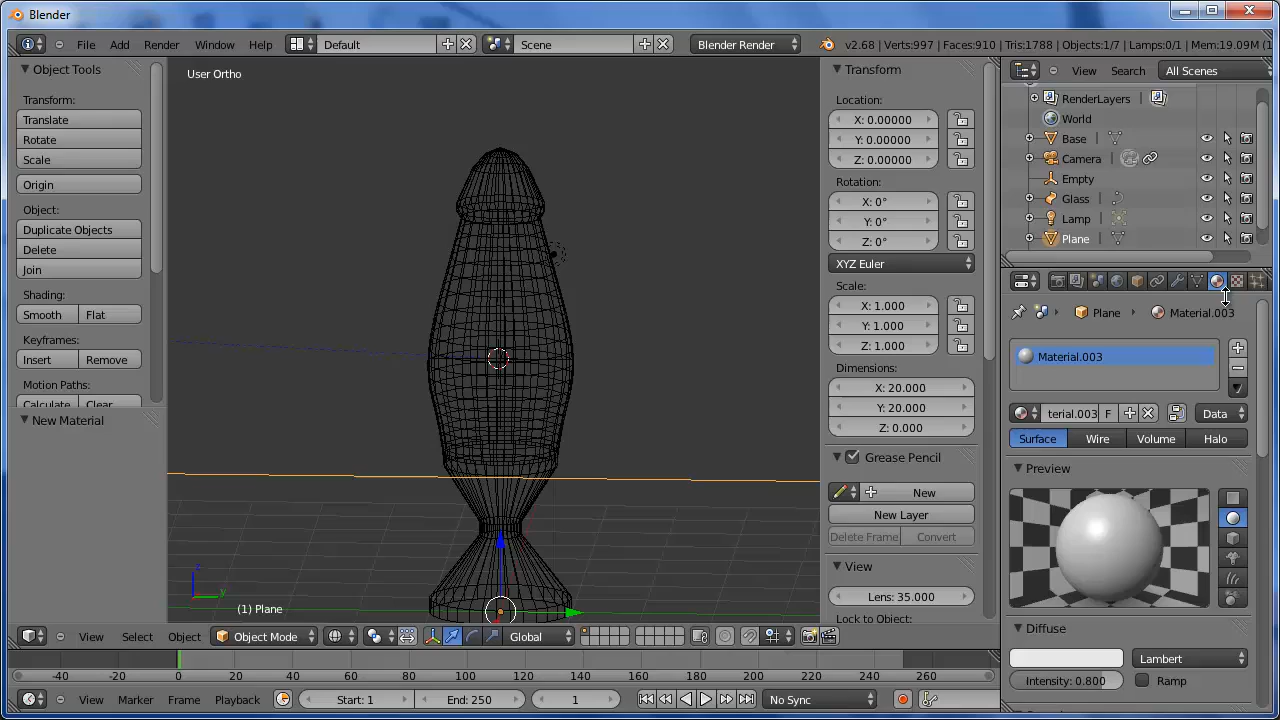 Blender
File Add Render Window Help Default Scene Blender Render v2.68 | Verts:997 | Faces:910 | Tris:1788 | Objects:1/7 | Lamps:0/1 | Mem:19.09M (1
Object Tools
Transform:
Translate
Rotate
Scale
Origin
Object:
Duplicate Objects
Delete
Join
Shading:
Smooth Flat
Keyframes:
Insert Remove
Motion Paths:
Calculate Clear
New Material
User Ortho
z
y
(1) Plane
Transform
Location:
X: 0.00000
Y: 0.00000
Z: 0.00000
Rotation:
X: 0°
Y: 0°
Z: 0°
XYZ Euler
Scale:
X: 1.000
Y: 1.000
Z: 1.000
Dimensions:
X: 20.000
Y: 20.000
Z: 0.000
Grease Pencil
New
New Layer
Delete Frame Convert
View
Lens: 35.000
Lock to Object:
View Search All Scenes
RenderLayers
World
Base
Camera
Empty
Glass
Lamp
Plane
Plane Material.003
Material.003
terial.003 F Data
Surface Wire Volume Halo
Preview
Diffuse
Lambert
Intensity: 0.800 Ramp
View Select Object Object Mode Global
-40 -20 0 20 40 60 80 100 120 140 160 180 200 220 240 260
View Marker Frame Playback Start: 1 End: 250 1 No Sync